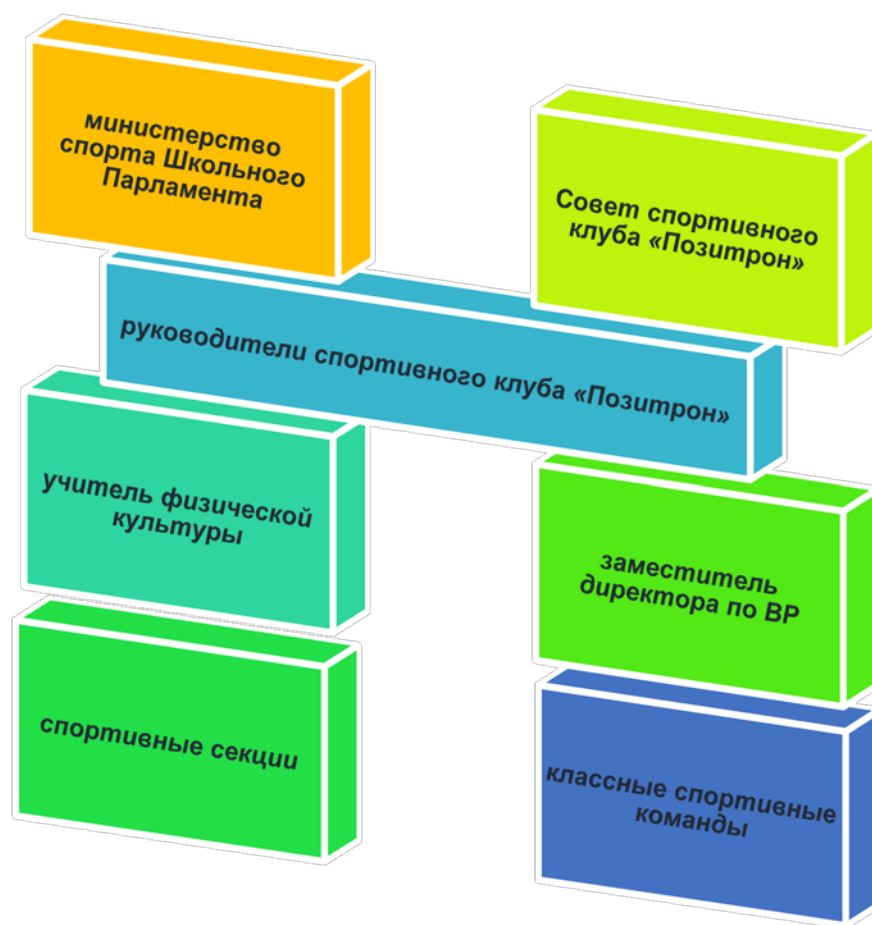 министерство
спорта Школьного
Парламента
Совет спортивного
клуба «Позитрон»
руководители спортивного клуба «Позитрон»
учитель физической
культуры
заместитель
директора по ВР
спортивные секции
классные спортивные
команды